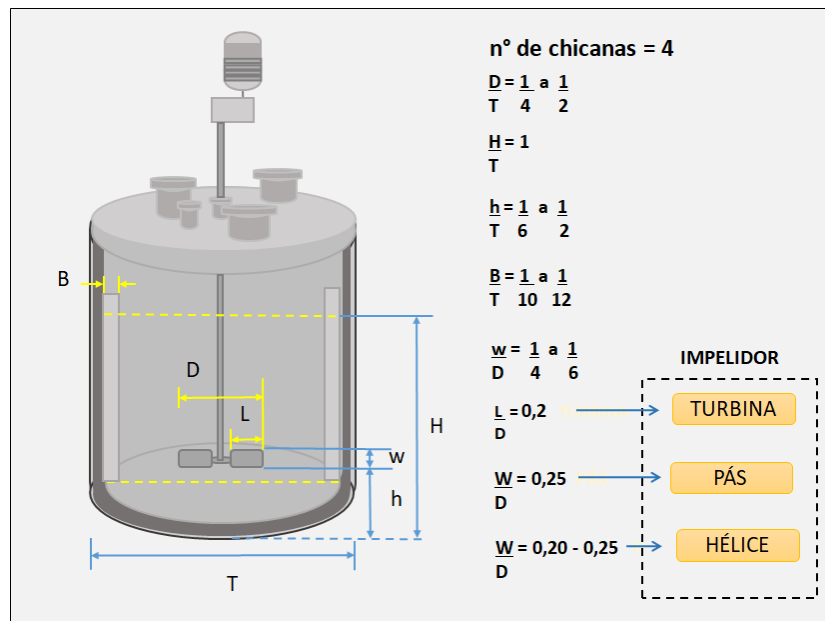 n° de chicanas = 4
D = 1 a 1
T 4 2
H = 1
T
h = 1 a 1
T 6 2
B = 1 a 1
T 10 12
w = 1 a 1
D 4 6
IMPELIDOR
L = 0,2
D
TURBINA
W = 0,25
D
PÁS
W = 0,20 - 0,25
D
HÉLICE
B
D
L
H
w
h
T